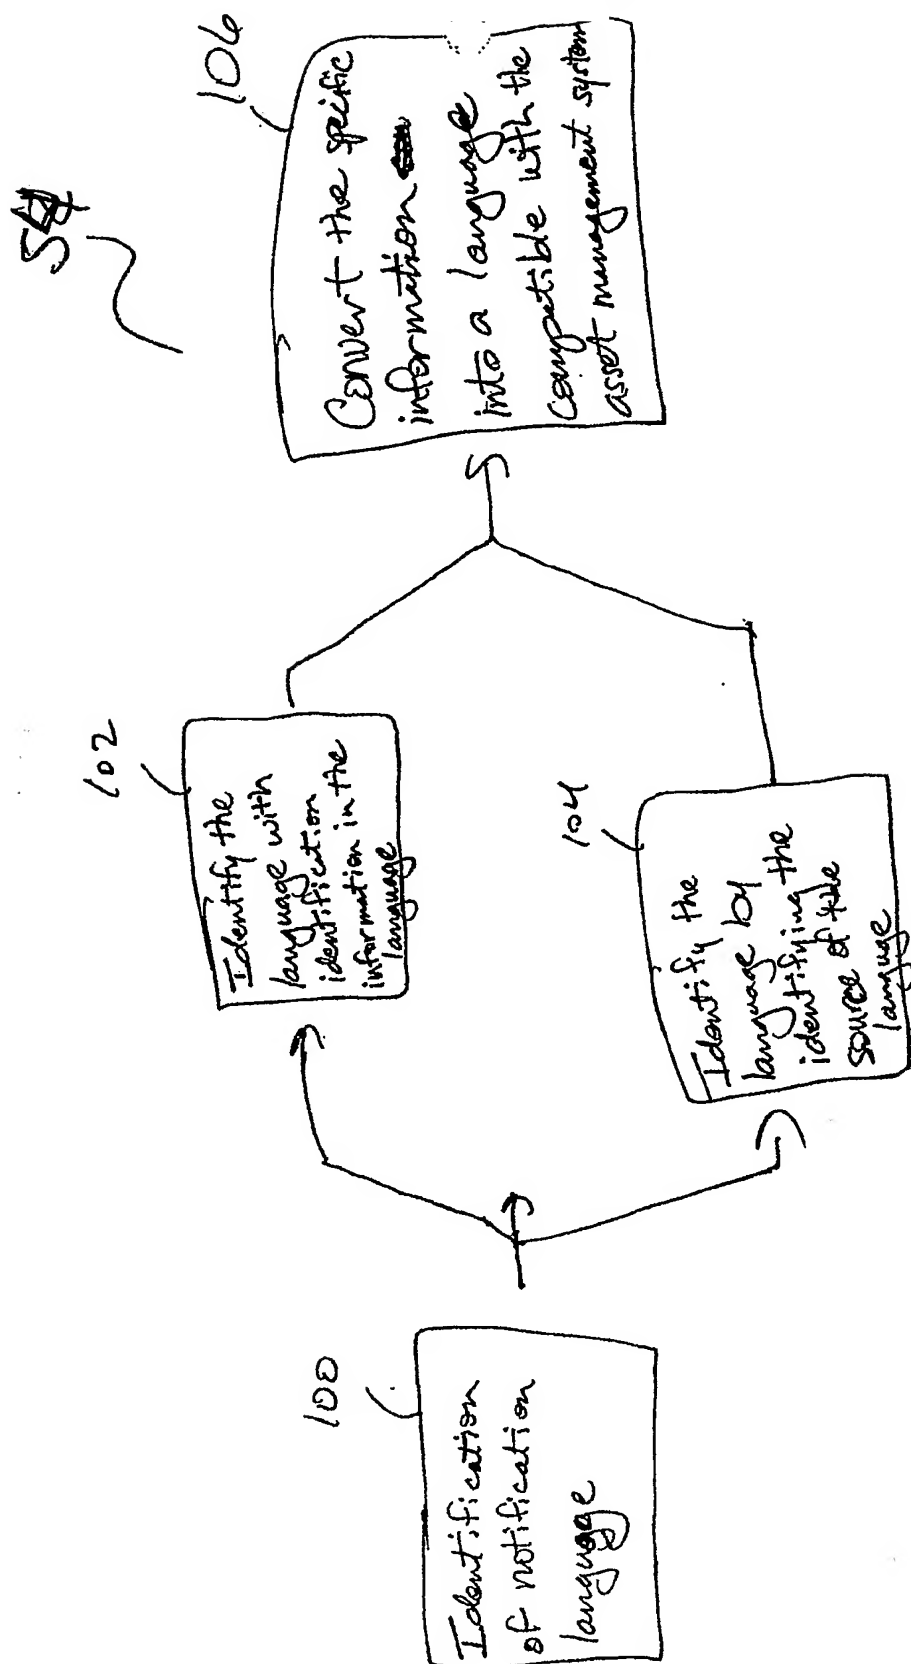 100
Identification
of notification
language
102
Identify the
language with
identification
information in the
language
104
Identify the
language by
identifying the
source of the
language
106
Convert the specific
information
into a language
compatible with the
asset management system